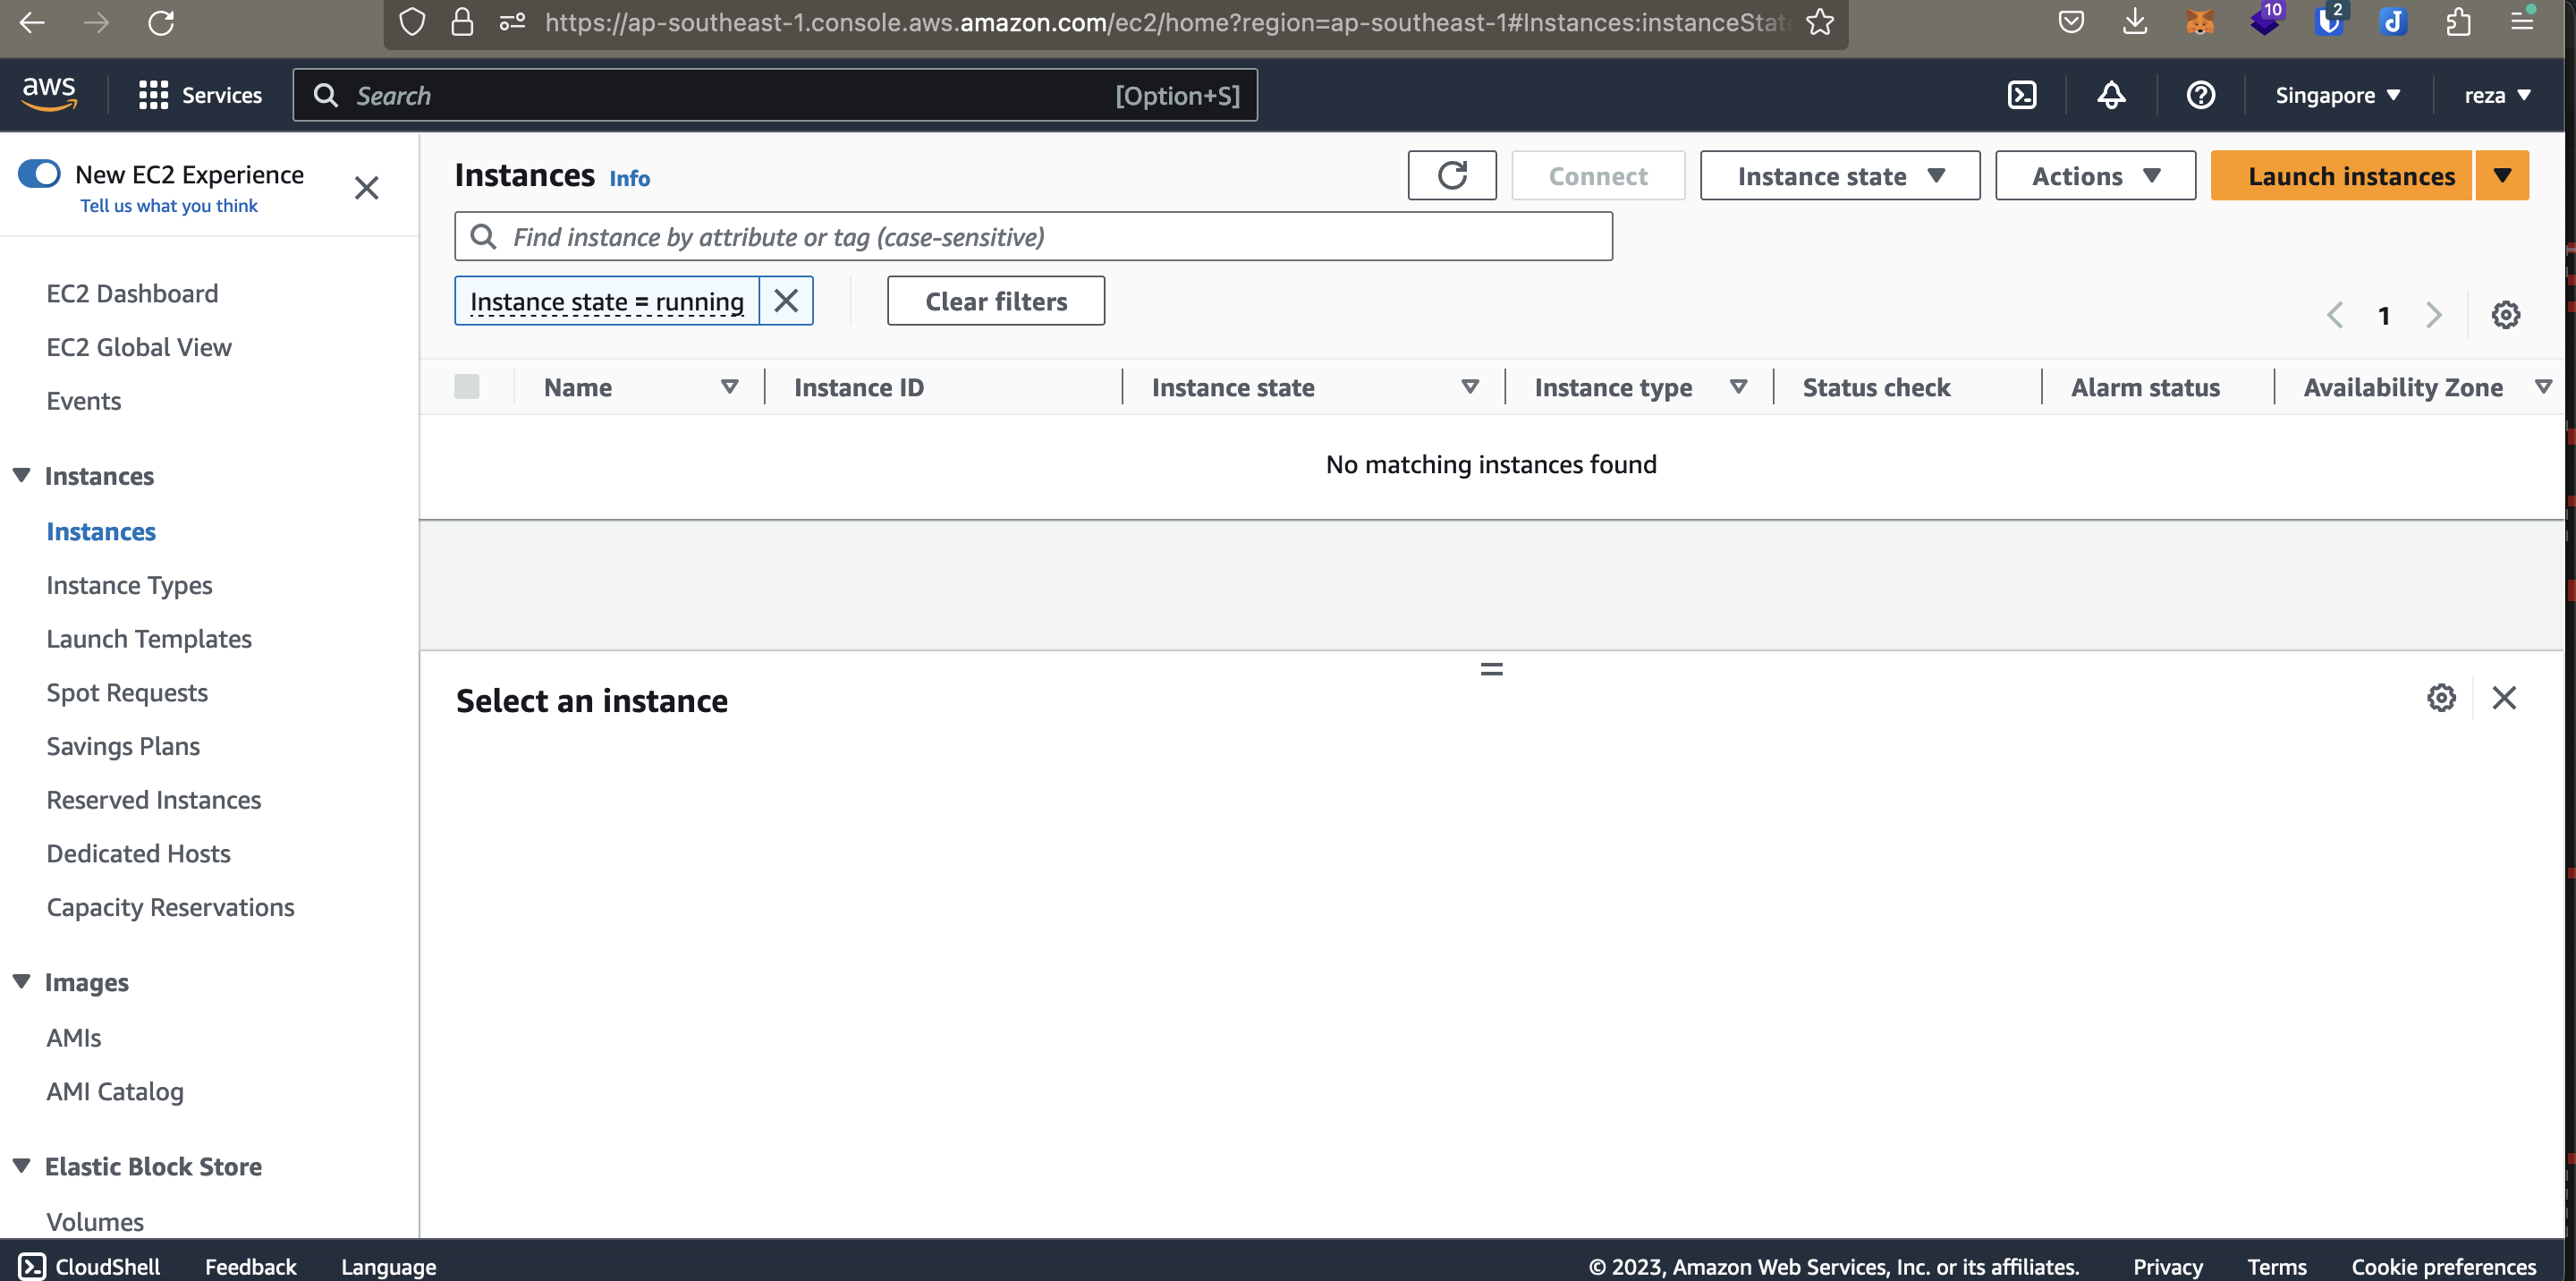 https://ap-southeast-1.console.aws.amazon.com/ec2/home?region=ap-southeast-1#Instances:instanceStat
10
2
aws
Services
Search
[Option+S]
Singapore
reza
New EC2 Experience
Tell us what you think
EC2 Dashboard
EC2 Global View
Events
Instances
Instances
Instance Types
Launch Templates
Spot Requests
Savings Plans
Reserved Instances
Dedicated Hosts
Capacity Reservations
Images
AMIs
AMI Catalog
Elastic Block Store
Volumes
Instances Info
Connect
Instance state
Actions
Launch instances
Find instance by attribute or tag (case-sensitive)
Instance state = running
Clear filters
1
Name
Instance ID
Instance state
Instance type
Status check
Alarm status
Availability Zone
No matching instances found
Select an instance
CloudShell
Feedback
Language
© 2023, Amazon Web Services, Inc. or its affiliates.
Privacy
Terms
Cookie preferences